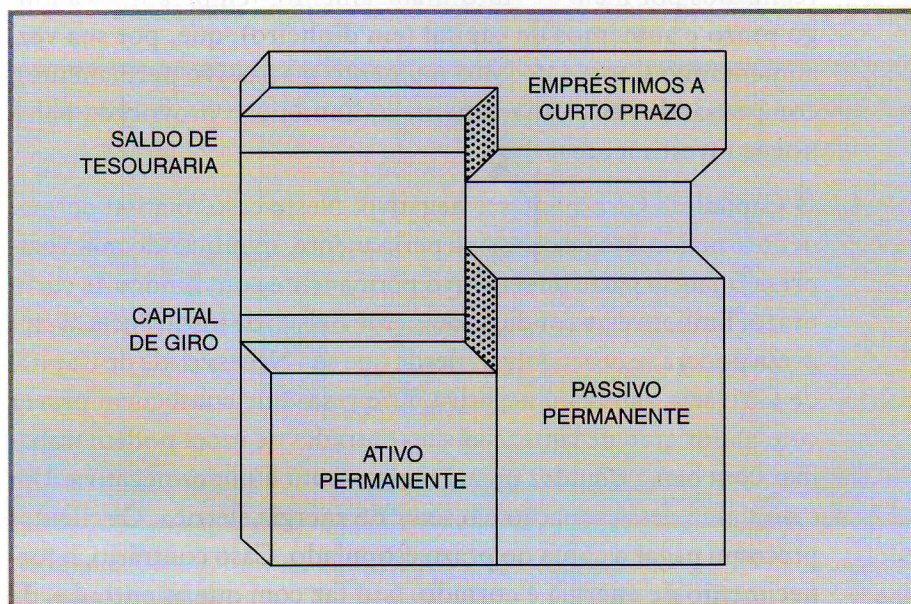 EMPRÉSTIMOS A
CURTO PRAZO
SALDO DE
TESOURARIA
CAPITAL
DE GIRO
PASSIVO
PERMANENTE
ATIVO
PERMANENTE